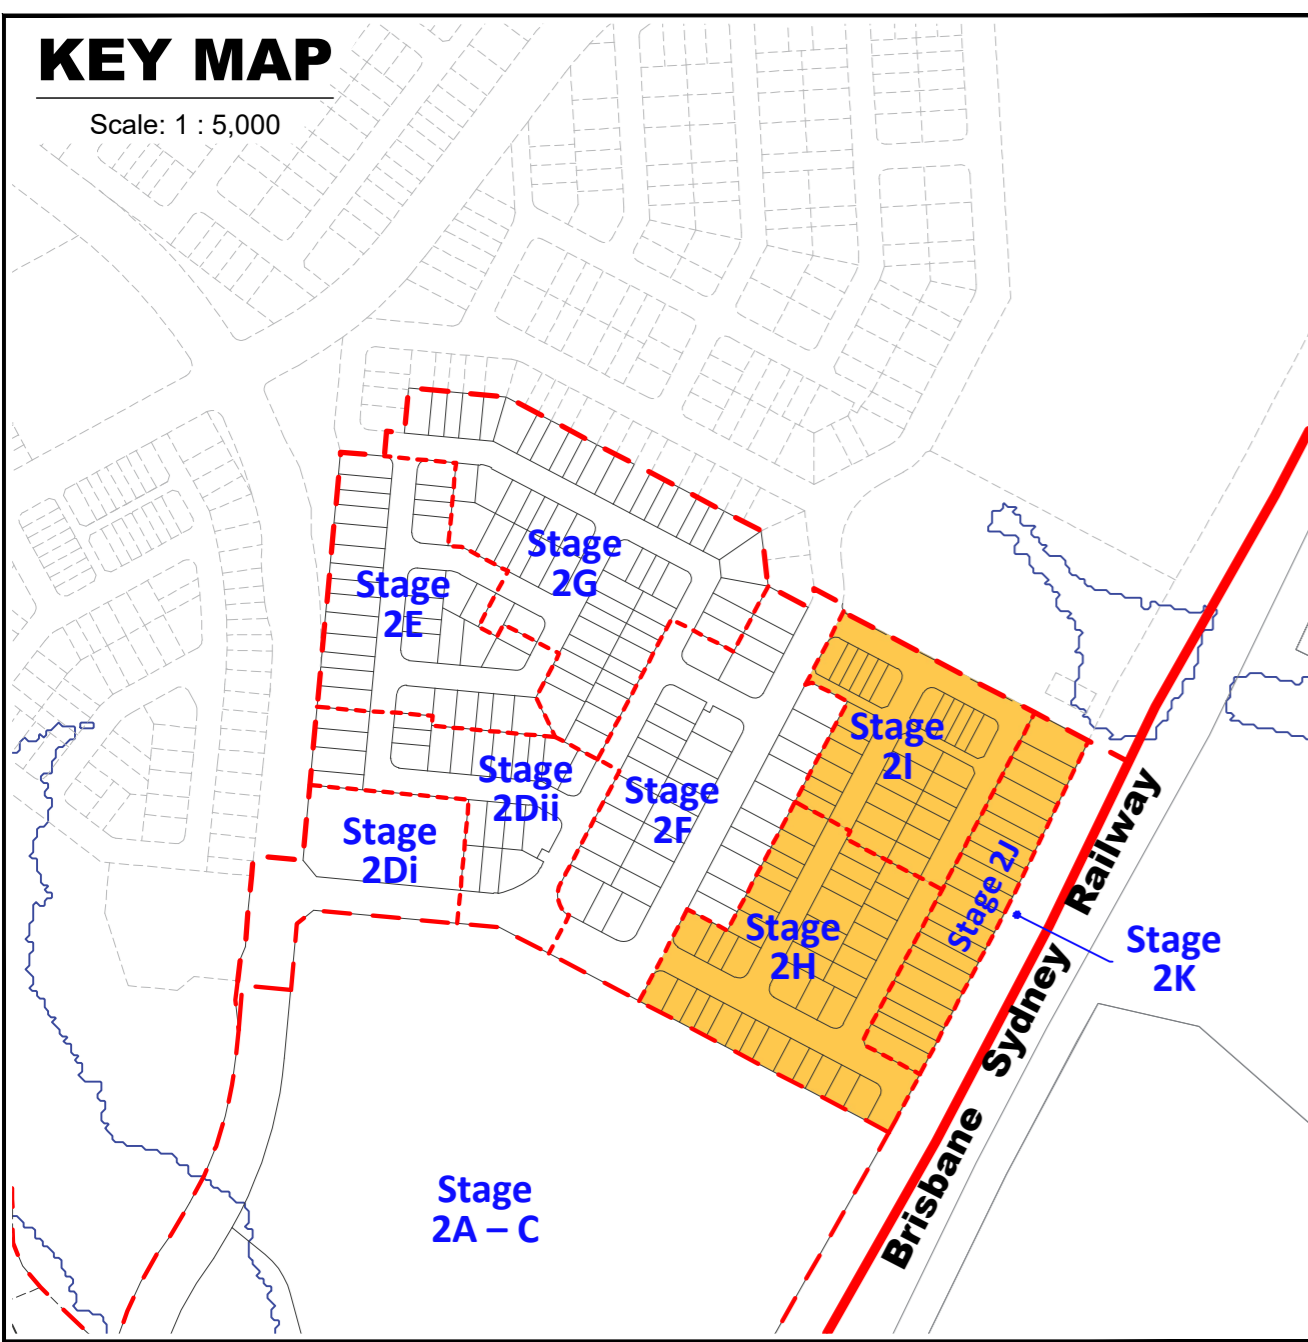 KEY MAP
Scale: 1 : 5,000
Stage
2G
Stage
2E
Stage
2I
Stage
2Dii
Stage
2F
Stage
2Di
Stage 2J
Stage
2H
Stage
2K
Brisbane Sydney Railway
Stage
2A – C